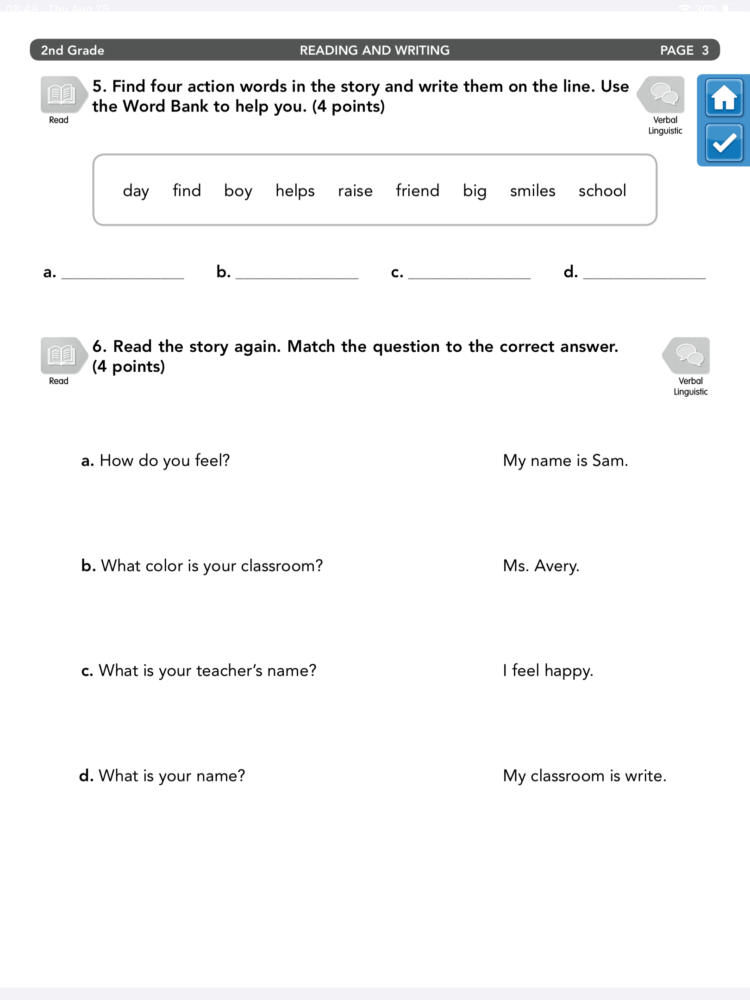 08:49 Thu Aug 25 30%
2nd Grade READING AND WRITING PAGE 3
5. Find four action words in the story and write them on the line. Use
the Word Bank to help you. (4 points)
Read
Verbal
Linguistic
day find boy helps raise friend big smiles school
a. ______________ b. ______________ c. ______________ d. ______________
6. Read the story again. Match the question to the correct answer.
(4 points)
Read
Verbal
Linguistic
a. How do you feel? My name is Sam.
b. What color is your classroom? Ms. Avery.
c. What is your teacher’s name? I feel happy.
d. What is your name? My classroom is write.